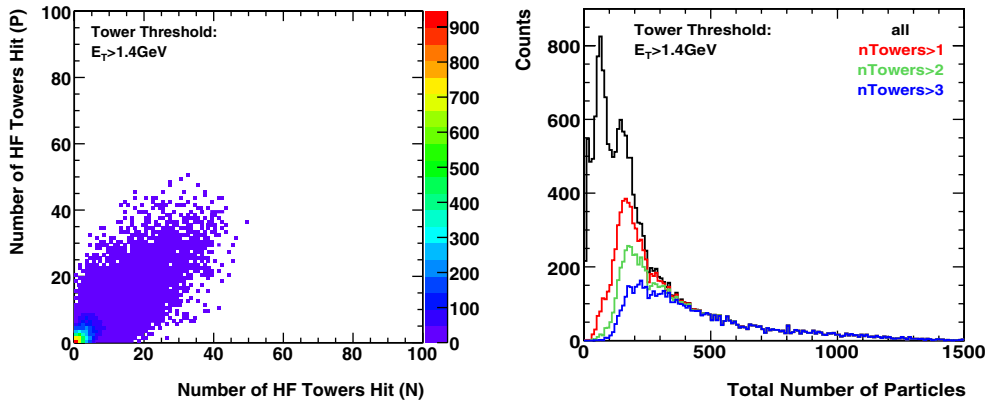 Number of HF Towers Hit (P)
Tower Threshold:
E_T>1.4GeV
100
80
60
40
20
0
0
20
40
60
80
100
Number of HF Towers Hit (N)
900
800
700
600
500
400
300
200
100
0
Counts
Tower Threshold:
E_T>1.4GeV
all
nTowers>1
nTowers>2
nTowers>3
800
600
400
200
0
0
500
1000
1500
Total Number of Particles